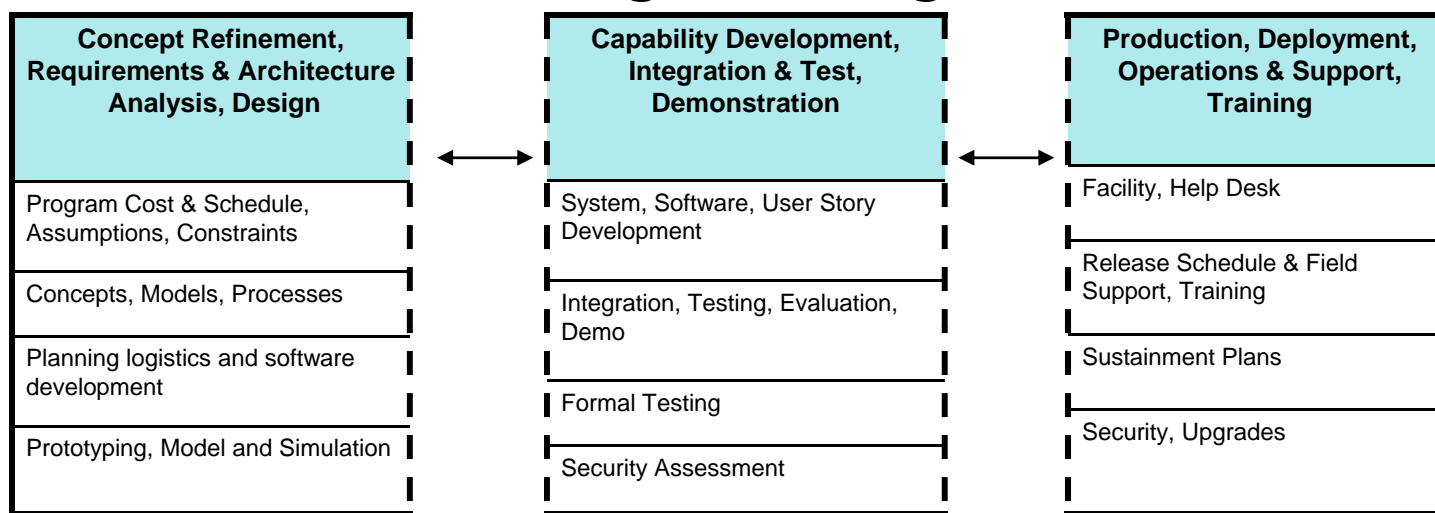 Concept Refinement,
Requirements & Architecture
Analysis, Design
Program Cost & Schedule,
Assumptions, Constraints
Concepts, Models, Processes
Planning logistics and software
development
Prototyping, Model and Simulation
Capability Development,
Integration & Test,
Demonstration
System, Software, User Story
Development
Integration, Testing, Evaluation,
Demo
Formal Testing
Security Assessment
Production, Deployment,
Operations & Support,
Training
Facility, Help Desk
Release Schedule & Field
Support, Training
Sustainment Plans
Security, Upgrades